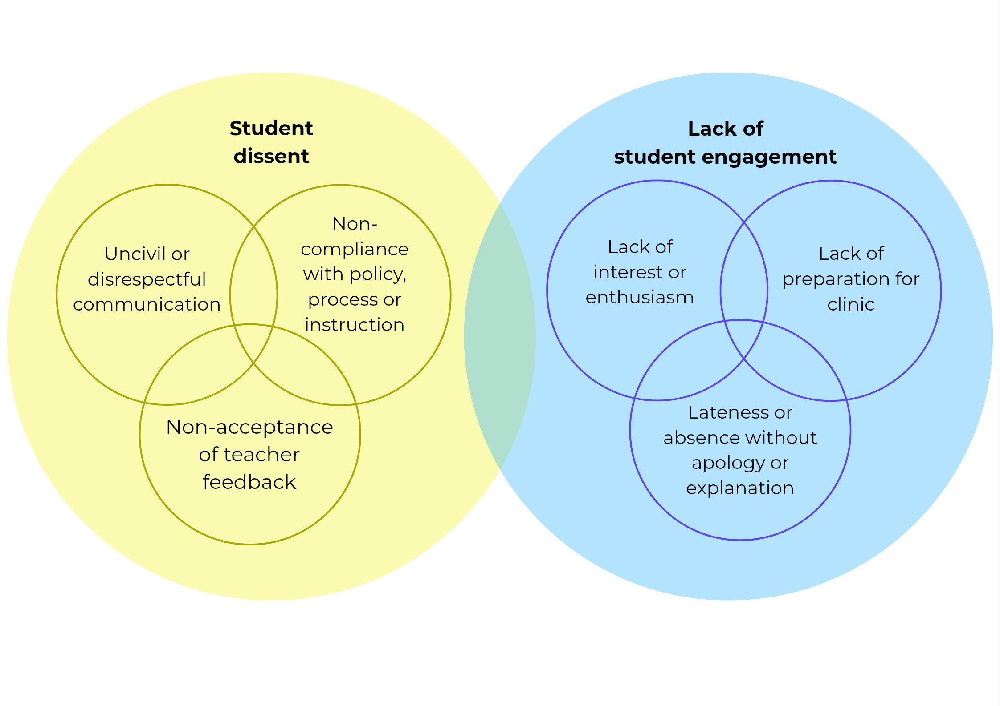 Student
dissent
Uncivil or
disrespectful
communication
Non-
compliance
with policy,
process or
instruction
Non-acceptance
of teacher
feedback
Lack of
student engagement
Lack of
interest or
enthusiasm
Lack of
preparation for
clinic
Lateness or
absence without
apology or
explanation